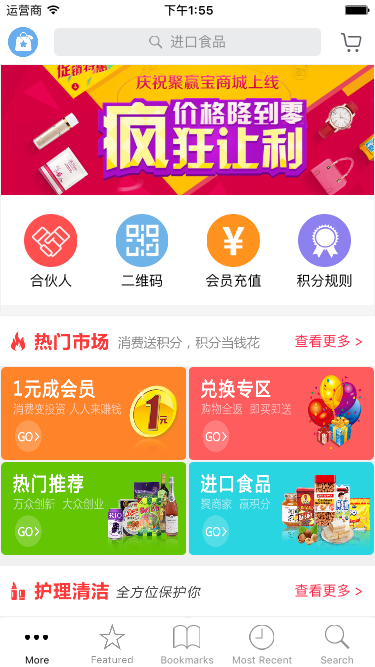 运营商 下午1:55
进口食品
促销特惠
庆祝聚赢宝商城上线
疯狂让利
价格降到零
合伙人 二维码 会员充值 积分规则
热门市场 消费送积分，积分当钱花 查看更多 >
1元成会员
消费变投资 人人来赚钱
GO>
1元
兑换专区
购物全返 即买即送
GO>
热门推荐
万众创新 大众创业
GO>
进口食品
聚商家 赢积分
GO>
护理清洁 全方位保护你 查看更多 >
More Featured Bookmarks Most Recent Search